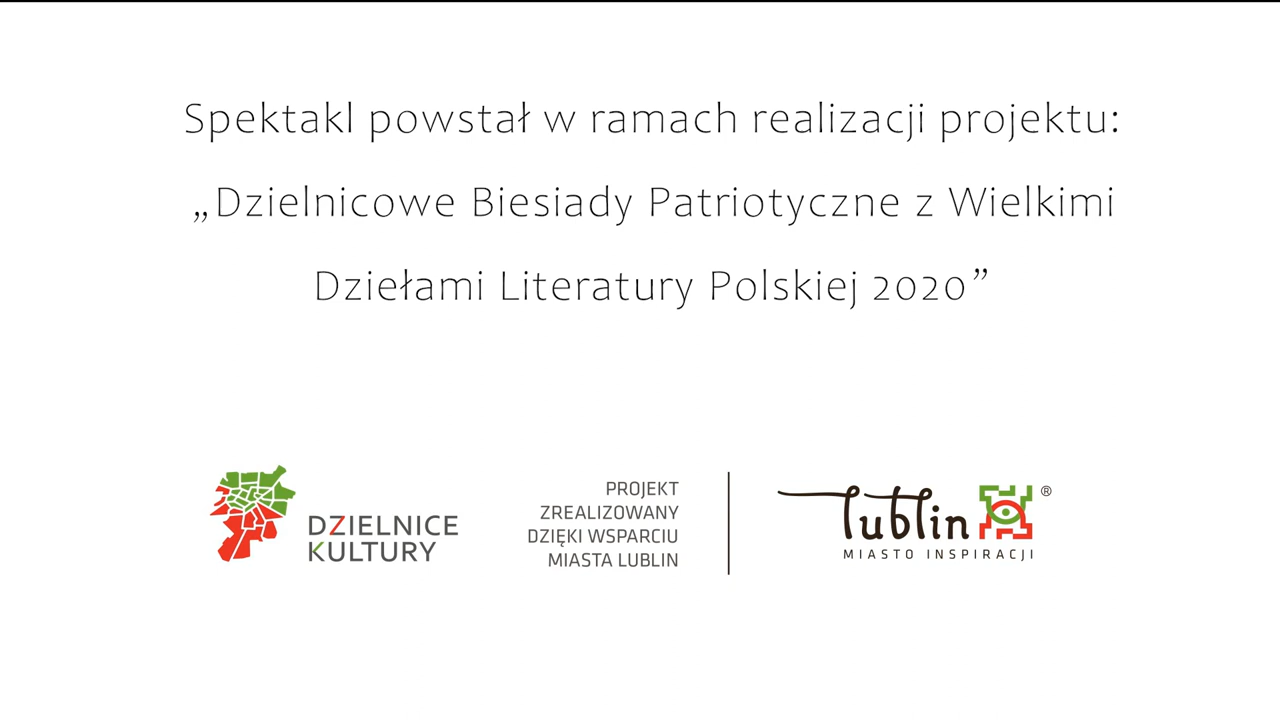 Spektakl powstał w ramach realizacji projektu:
„Dzielnicowe Biesiady Patriotyczne z Wielkimi
Dziełami Literatury Polskiej 2020”
DZIELNICE
KULTURY
PROJEKT
ZREALIZOWANY
DZIĘKI WSPARCIU
MIASTA LUBLIN
lublin ®
MIASTO INSPIRACJI